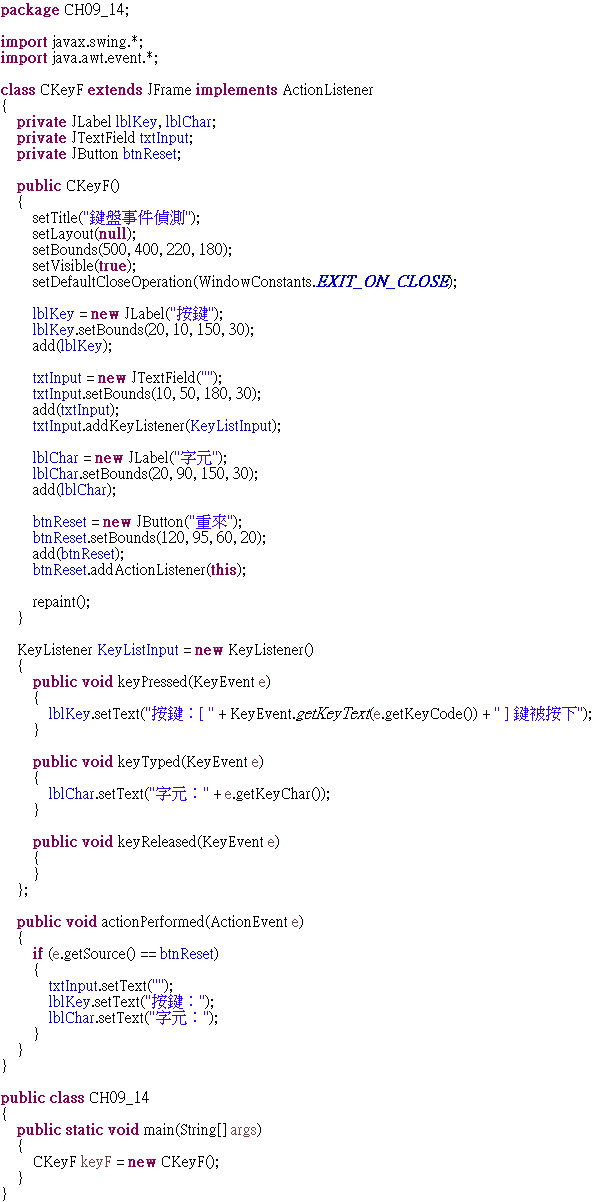 package CH09_14;
import javax.swing.*;
import java.awt.event.*;
class CKeyF extends JFrame implements ActionListener
{
private JLabel lblKey, lblChar;
private JTextField txtInput;
private JButton btnReset;
public CKeyF()
{
setTitle("鍵盤事件偵測");
setLayout(null);
setBounds(500, 400, 220, 180);
setVisible(true);
setDefaultCloseOperation(WindowConstants.EXIT_ON_CLOSE);
lblKey = new JLabel("按鍵");
lblKey.setBounds(20, 10, 150, 30);
add(lblKey);
txtInput = new JTextField("");
txtInput.setBounds(10, 50, 180, 30);
add(txtInput);
txtInput.addKeyListener(KeyListInput);
lblChar = new JLabel("字元");
lblChar.setBounds(20, 90, 150, 30);
add(lblChar);
btnReset = new JButton("重來");
btnReset.setBounds(120, 95, 60, 20);
add(btnReset);
btnReset.addActionListener(this);
repaint();
}
KeyListener KeyListInput = new KeyListener()
{
public void keyPressed(KeyEvent e)
{
lblKey.setText("按鍵：[ " + KeyEvent.getKeyText(e.getKeyCode()) + " ] 鍵被按下");
}
public void keyTyped(KeyEvent e)
{
lblChar.setText("字元：" + e.getKeyChar());
}
public void keyReleased(KeyEvent e)
{
}
};
public void actionPerformed(ActionEvent e)
{
if (e.getSource() == btnReset)
{
txtInput.setText("");
lblKey.setText("按鍵：");
lblChar.setText("字元：");
}
}
}
public class CH09_14
{
public static void main(String[] args)
{
CKeyF keyF = new CKeyF();
}
}